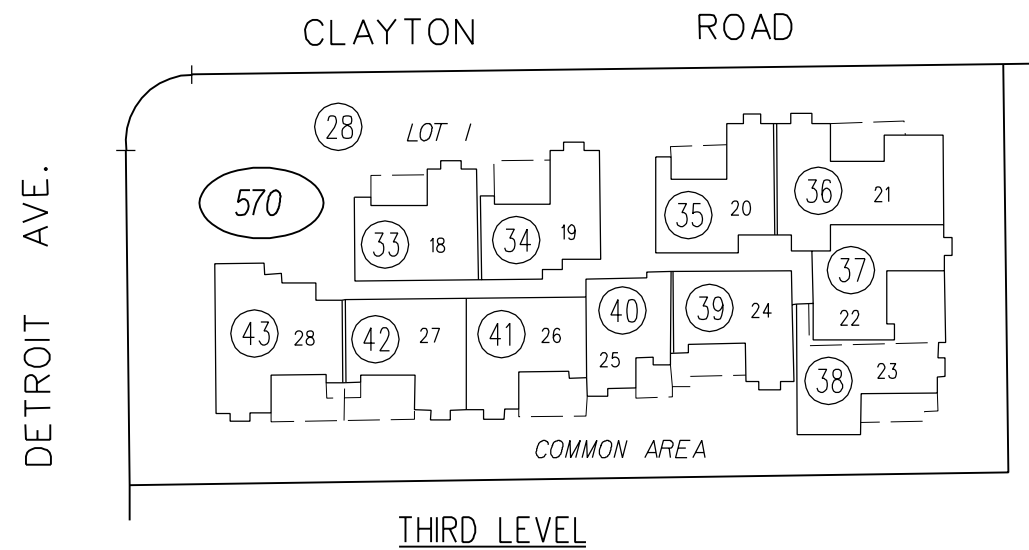 CLAYTON ROAD
DETROIT AVE.
28 LOT 1
570
33 18
34 19
35 20
36 21
37 22
43 28
42 27
41 26
40 25
39 24
38 23
COMMON AREA
THIRD LEVEL